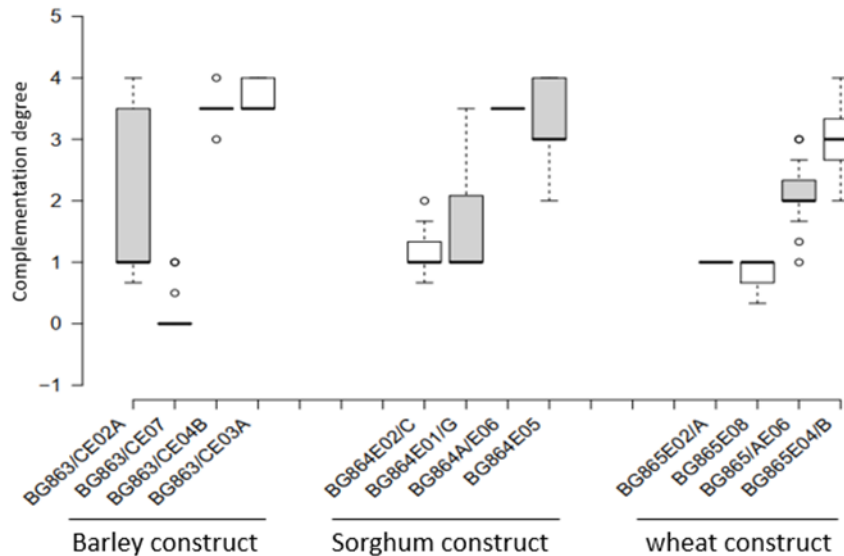 Complementation degree
5
4
3
2
1
0
−1
BG863/CE02A
BG863/CE07
BG863/CE04B
BG863/CE03A
BG864E02/C
BG864E01/G
BG864A/E06
BG864E05
BG865E02/A
BG865E08
BG865/AE06
BG865E04/B
Barley construct
Sorghum construct
wheat construct